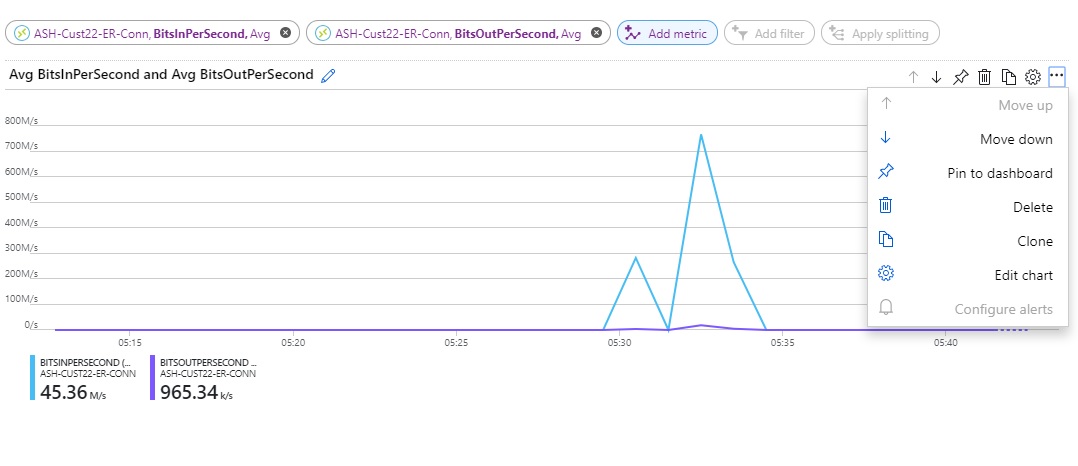 ASH-Cust22-ER-Conn, BitsInPerSecond, Avg
ASH-Cust22-ER-Conn, BitsOutPerSecond, Avg
Add metric
Add filter
Apply splitting
Avg BitsInPerSecond and Avg BitsOutPerSecond
Move up
Move down
Pin to dashboard
Delete
Clone
Edit chart
Configure alerts
800M/s
700M/s
600M/s
500M/s
400M/s
300M/s
200M/s
100M/s
0/s
05:15
05:20
05:25
05:30
05:35
05:40
BITSINPERSECOND (...
ASH-CUST22-ER-CONN
45.36 M/s
BITSOUTPERSECOND ...
ASH-CUST22-ER-CONN
965.34 k/s